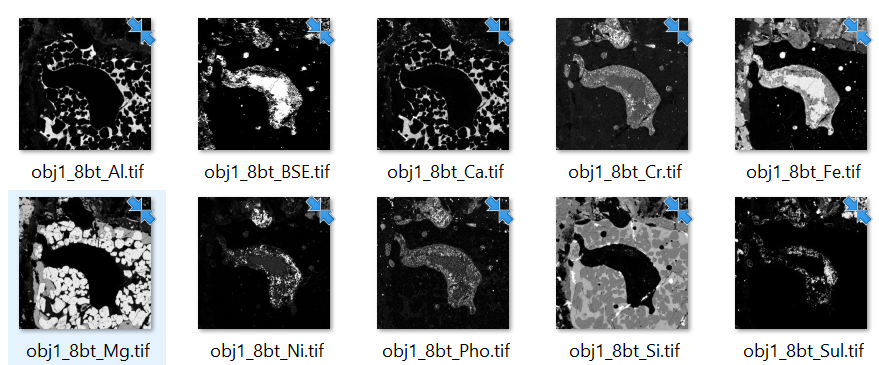 obj1_8bt_Al.tif
obj1_8bt_BSE.tif
obj1_8bt_Ca.tif
obj1_8bt_Cr.tif
obj1_8bt_Fe.tif
obj1_8bt_Mg.tif
obj1_8bt_Ni.tif
obj1_8bt_Pho.tif
obj1_8bt_Si.tif
obj1_8bt_Sul.tif